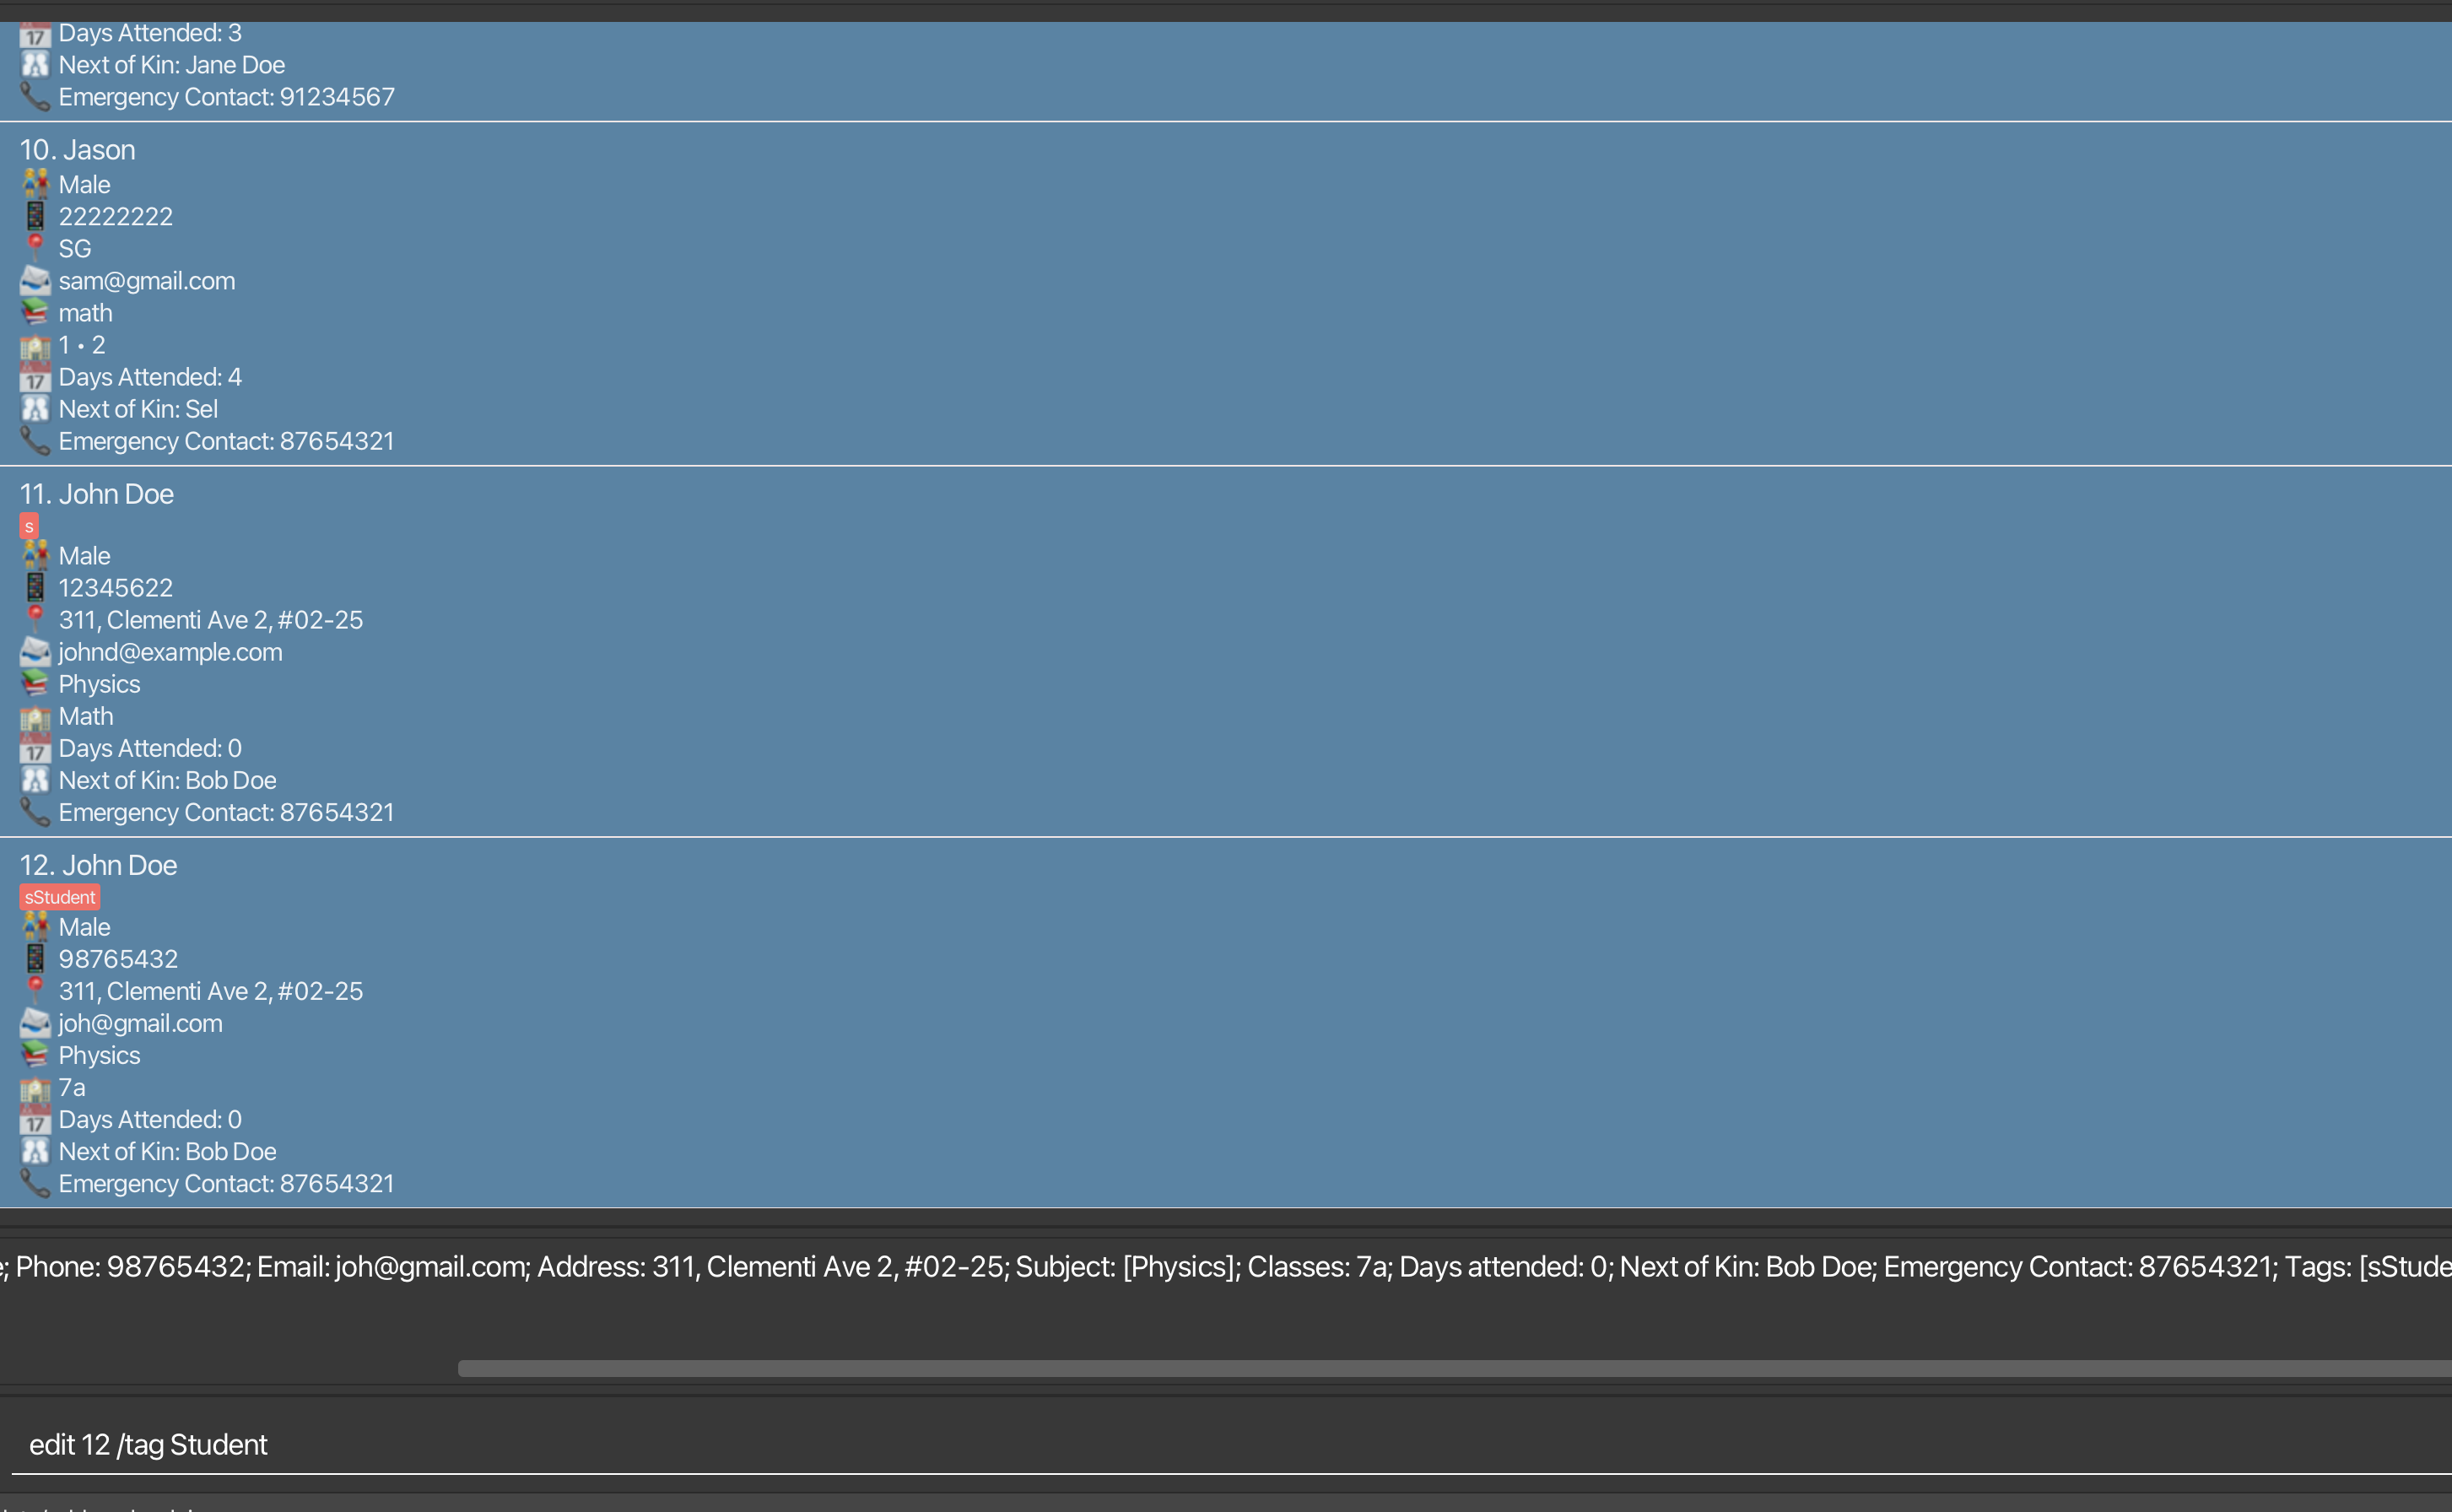 Days Attended: 3
Next of Kin: Jane Doe
Emergency Contact: 91234567
10. Jason
Male
22222222
SG
sam@gmail.com
math
1 • 2
17 Days Attended: 4
Next of Kin: Sel
Emergency Contact: 87654321
11. John Doe
s
Male
12345622
311, Clementi Ave 2, #02-25
johnd@example.com
Physics
Math
17 Days Attended: 0
Next of Kin: Bob Doe
Emergency Contact: 87654321
12. John Doe
sStudent
Male
98765432
311, Clementi Ave 2, #02-25
joh@gmail.com
Physics
7a
17 Days Attended: 0
Next of Kin: Bob Doe
Emergency Contact: 87654321
; Phone: 98765432; Email: joh@gmail.com; Address: 311, Clementi Ave 2, #02-25; Subject: [Physics]; Classes: 7a; Days attended: 0; Next of Kin: Bob Doe; Emergency Contact: 87654321; Tags: [sStude
edit 12 /tag Student